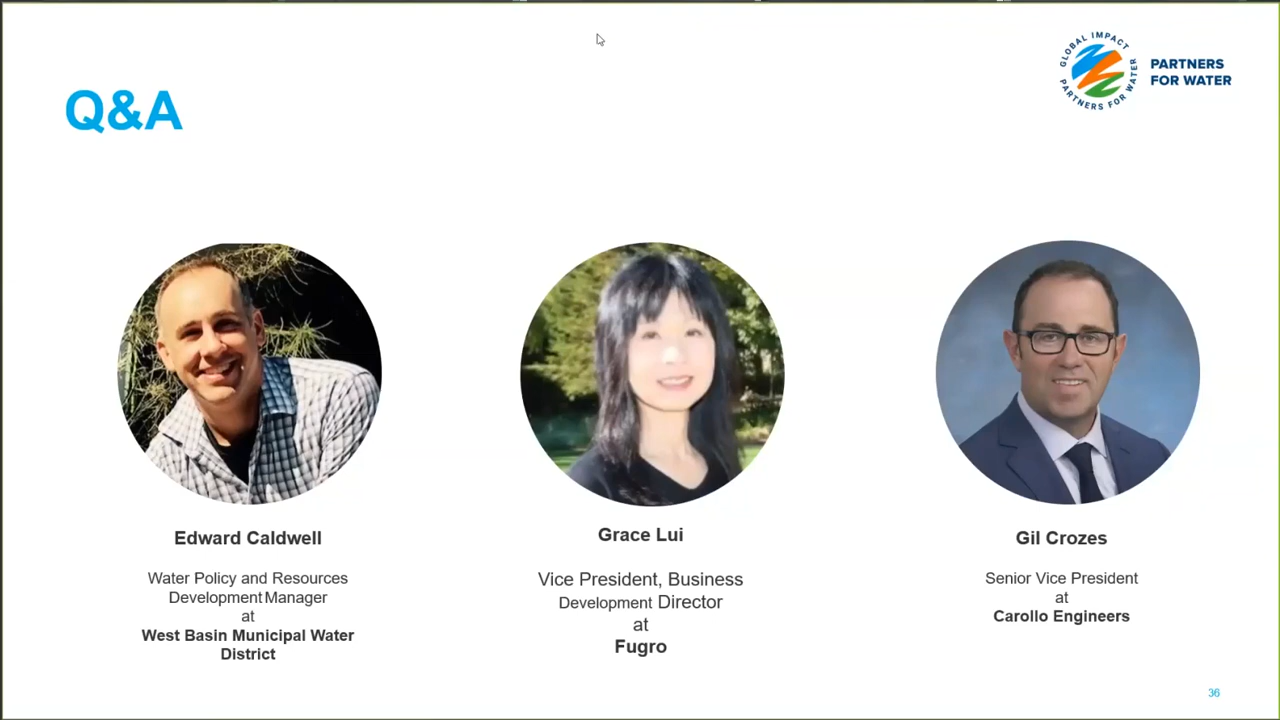 GLOBAL IMPACT
PARTNERS FOR WATER
PARTNERS
FOR WATER
Q&A
Edward Caldwell
Water Policy and Resources
Development Manager
at
West Basin Municipal Water
District
Grace Lui
Vice President, Business
Development Director
at
Fugro
Gil Crozes
Senior Vice President
at
Carollo Engineers
36